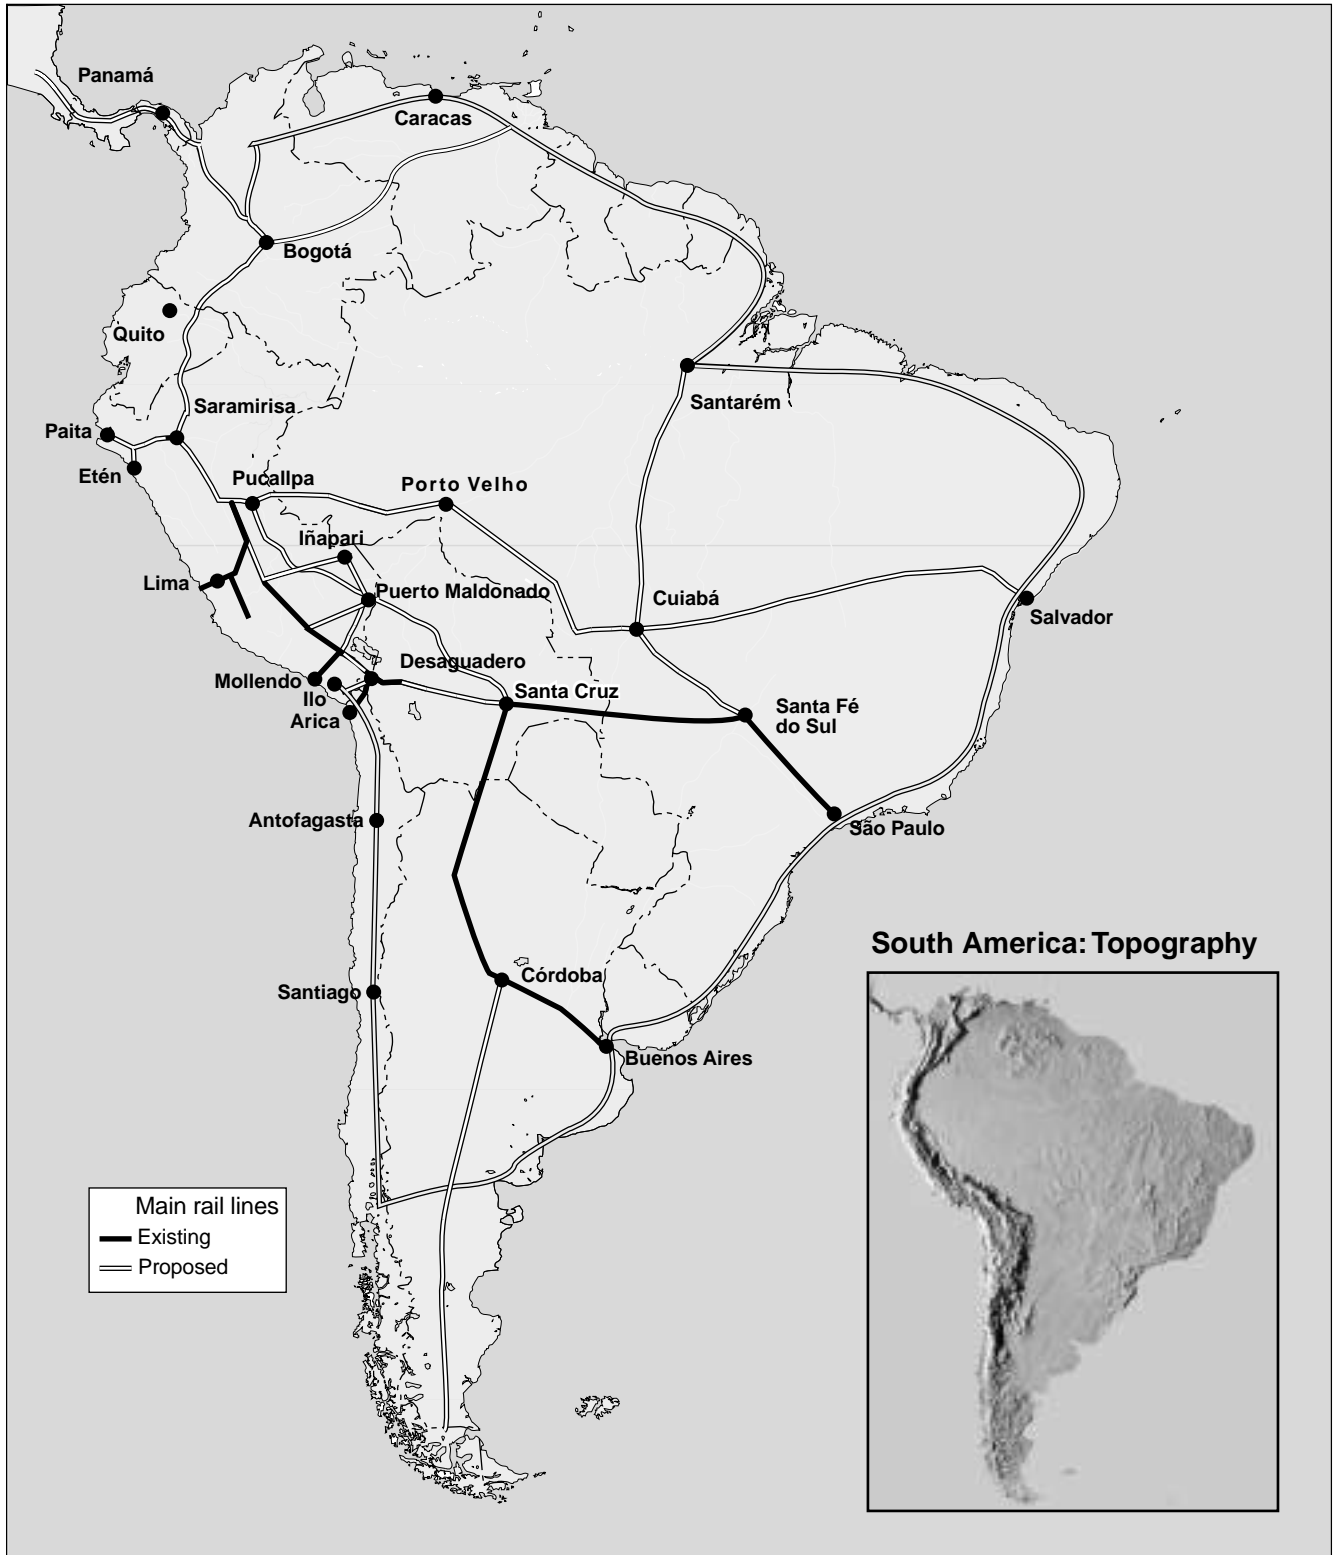 Panamá
Caracas
Bogotá
Quito
Santarém
Saramirisa
Paita
Etén
Pucallpa
Porto Velho
Iñapari
Lima
Puerto Maldonado
Cuiabá
Salvador
Desaguadero
Mollendo
Ilo
Arica
Santa Cruz
Santa Fé
do Sul
Antofagasta
São Paulo
South America: Topography
Santiago
Córdoba
Buenos Aires
Main rail lines
Existing
Proposed